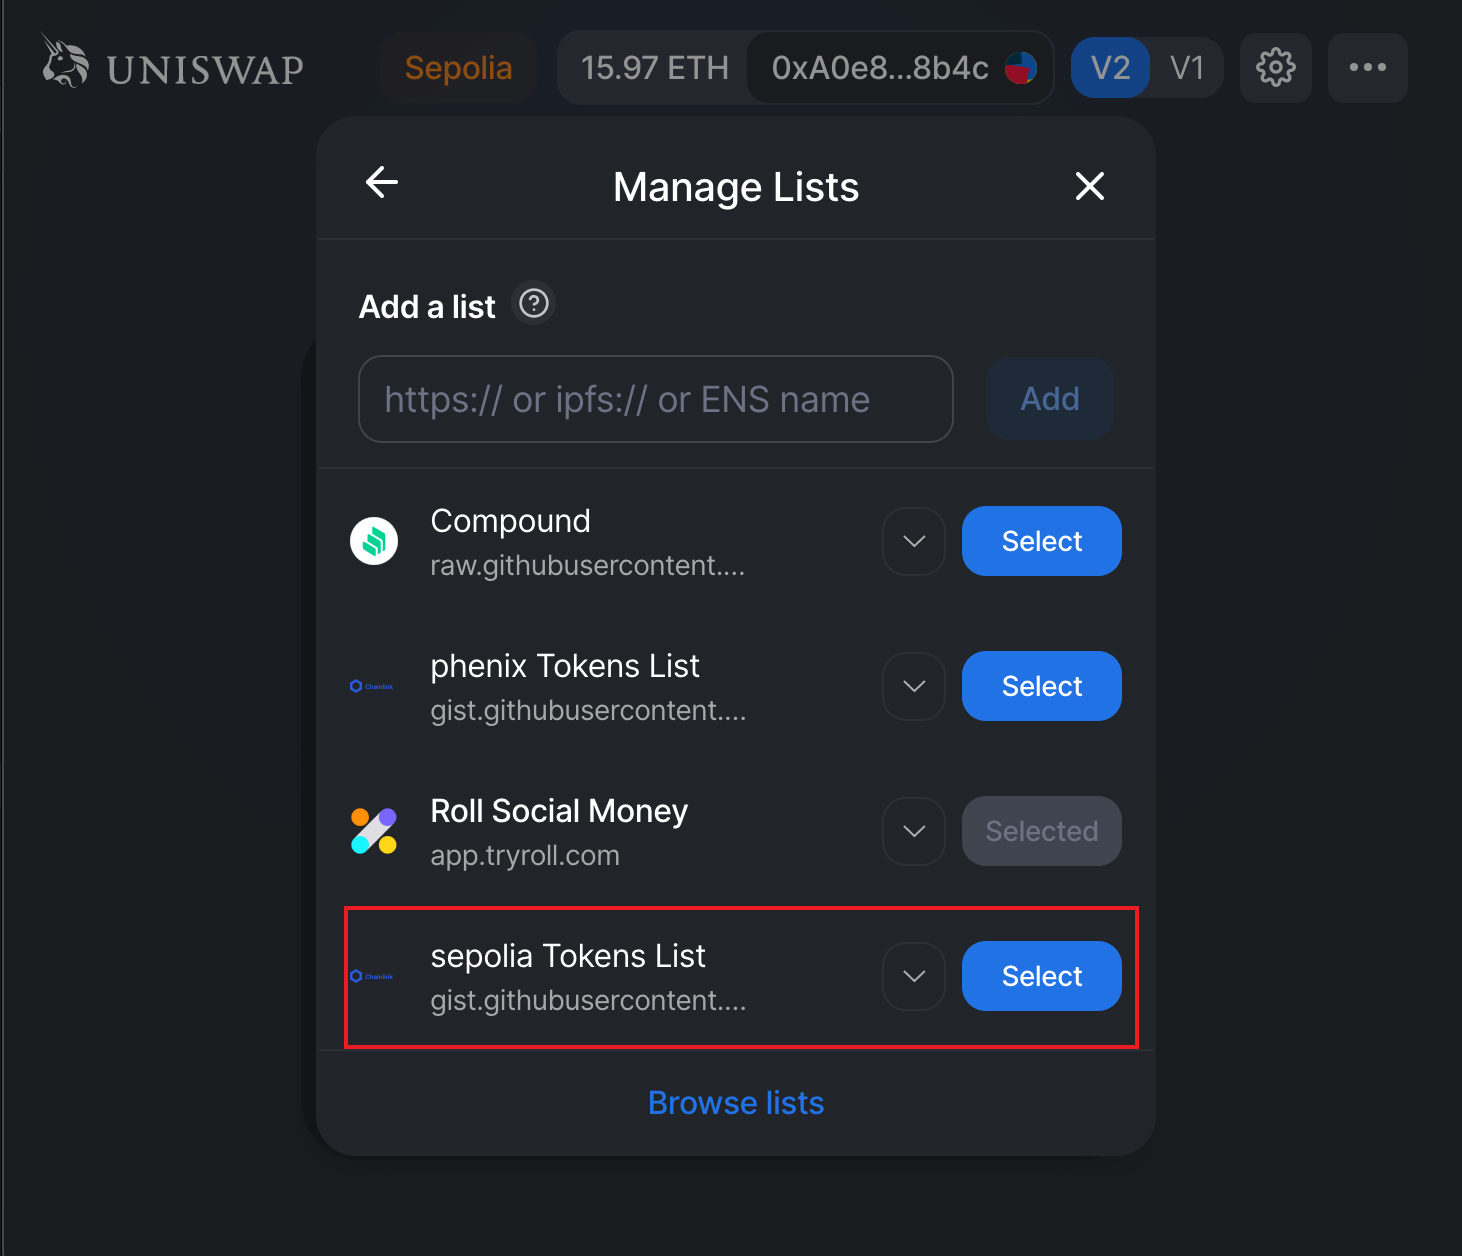 UNISWAP
Sepolia
15.97 ETH
0xA0e8...8b4c
V2
V1
Manage Lists
Add a list
?
https:// or ipfs:// or ENS name
Add
Compound
raw.githubusercontent....
Select
Chainlink
phenix Tokens List
gist.githubusercontent....
Select
Roll Social Money
app.tryroll.com
Selected
Chainlink
sepolia Tokens List
gist.githubusercontent....
Select
Browse lists